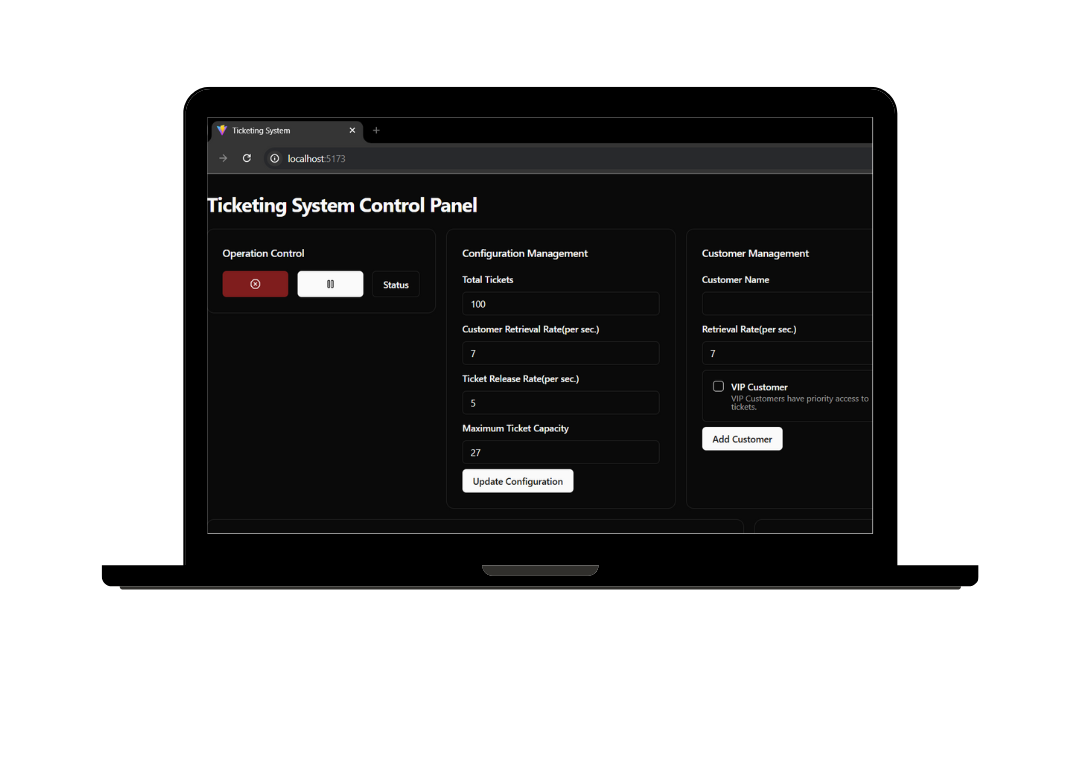 Ticketing System
localhost:5173
Ticketing System Control Panel
Operation Control
Status
Configuration Management
Total Tickets
100
Customer Retrieval Rate(per sec.)
7
Ticket Release Rate(per sec.)
5
Maximum Ticket Capacity
27
Update Configuration
Customer Management
Customer Name
Retrieval Rate(per sec.)
7
VIP Customer
VIP Customers have priority access to
tickets.
Add Customer